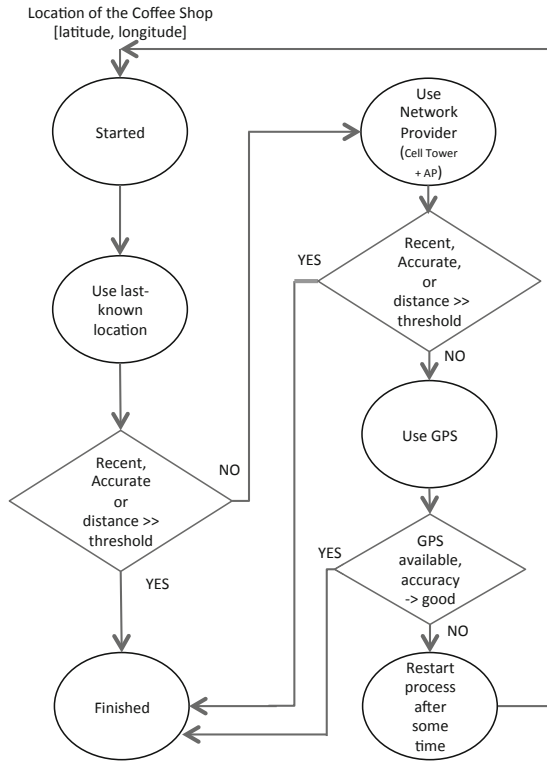 Location of the Coffee Shop
[latitude, longitude]
Started
Use last-
known
location
Recent,
Accurate
or
distance >>
threshold
NO
YES
Finished
Use
Network
Provider
(Cell Tower
+ AP)
Recent,
Accurate,
or
distance >>
threshold
YES
NO
Use GPS
GPS
available,
accuracy
-> good
YES
NO
Restart
process
after
some
time